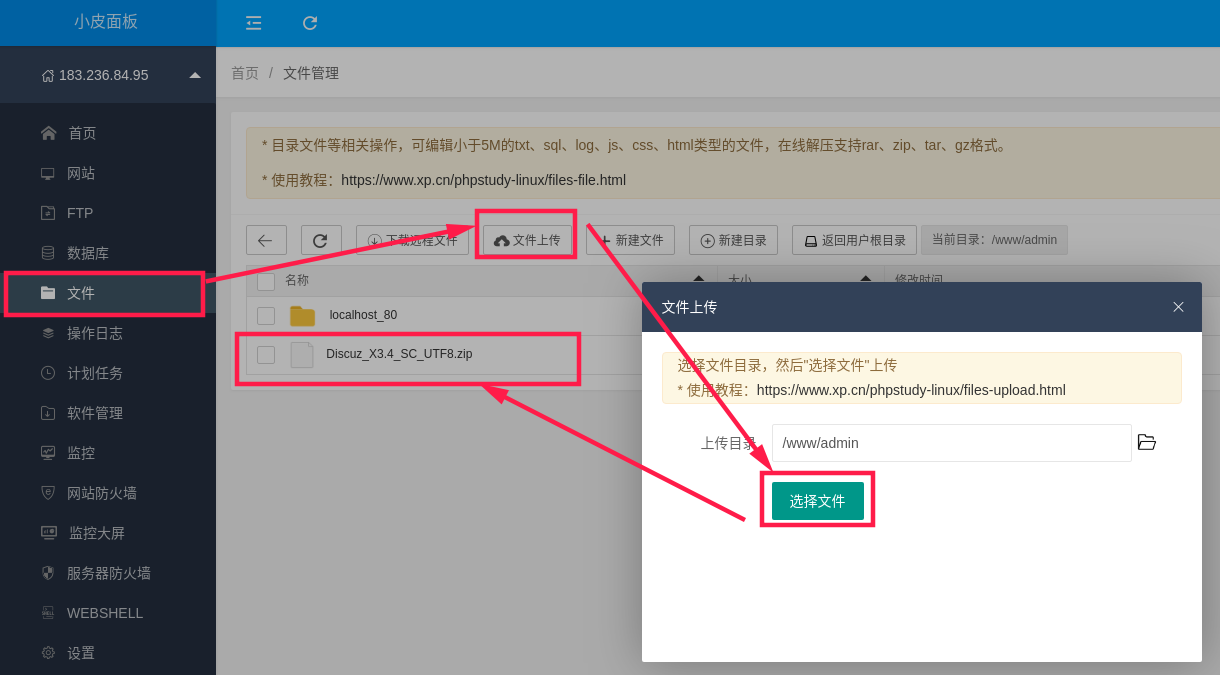 小皮面板
183.236.84.95
首页
网站
FTP
数据库
文件
操作日志
计划任务
软件管理
监控
网站防火墙
监控大屏
服务器防火墙
WEBSHELL
设置
首页 / 文件管理
* 目录文件等相关操作，可编辑小于5M的txt、sql、log、js、css、html类型的文件，在线解压支持rar、zip、tar、gz格式。
* 使用教程：https://www.xp.cn/phpstudy-linux/files-file.html
下载远程文件 文件上传 新建文件 新建目录 返回用户根目录 当前目录：/www/admin
名称 大小 修改时间
localhost_80
Discuz_X3.4_SC_UTF8.zip
文件上传
选择文件目录，然后"选择文件"上传
* 使用教程：https://www.xp.cn/phpstudy-linux/files-upload.html
上传目录 /www/admin
选择文件